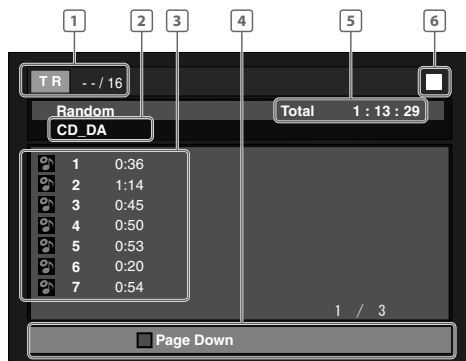 1 2 3 4 5 6
T R - - / 16
Random Total 1 : 13 : 29
CD_DA
1 0:36
2 1:14
3 0:45
4 0:50
5 0:53
6 0:20
7 0:54
1 / 3
Page Down